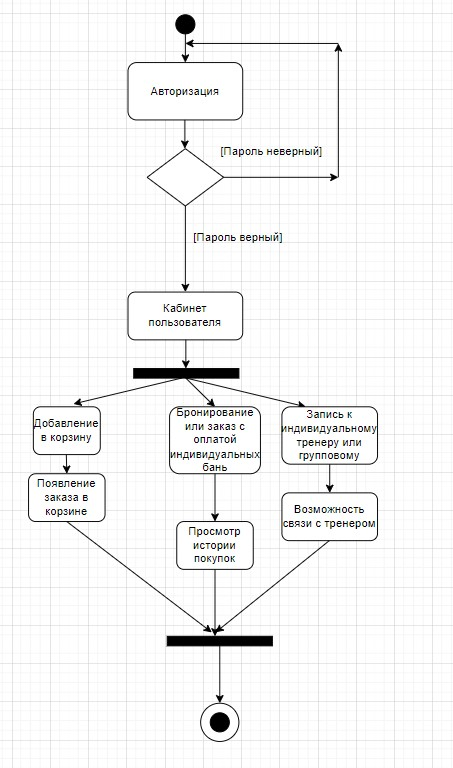 Авторизация
[Пароль неверный]
[Пароль верный]
Кабинет
пользователя
Добавление
в корзину
Бронирование
или заказ с
оплатой
индивидуальных
бань
Запись к
индивидуальному
тренеру или
групповому
Появление
заказа в
корзине
Просмотр
истории
покупок
Возможность
связи с тренером